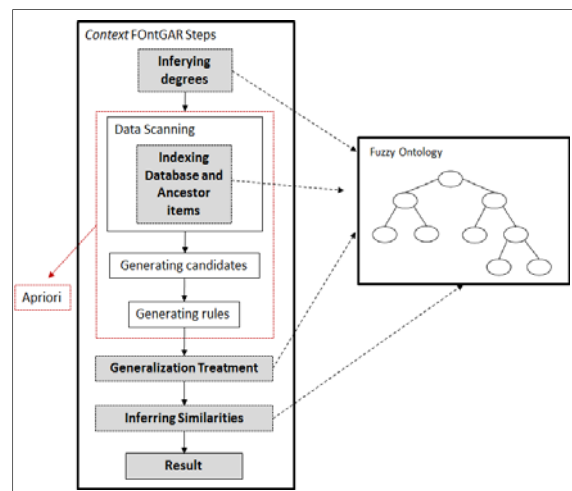 Context FOntGAR Steps
Inferying
degrees
Data Scanning
Indexing
Database and
Ancestor
items
Generating candidates
Generating rules
Generalization Treatment
Inferring Similarities
Result
Apriori
Fuzzy Ontology